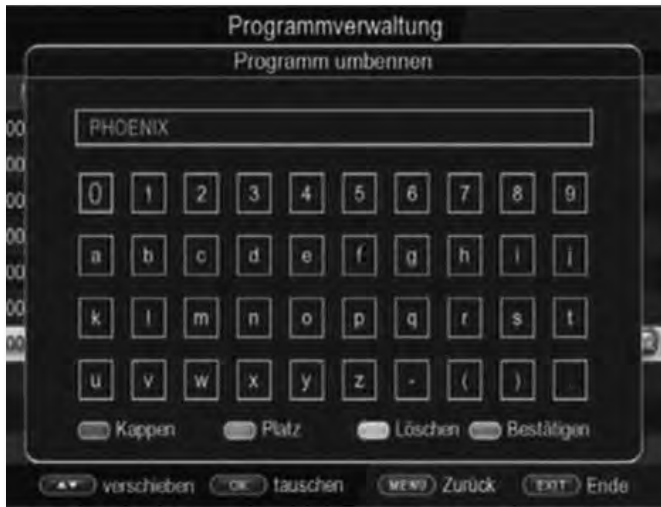 Programmverwaltung
Programm umbennen
PHOENIX
0 1 2 3 4 5 6 7 8 9
a b c d e f g h i j
k l m n o p q r s t
u v w x y z - ( ) .
Kappen Platz Löschen Bestätigen
verschieben OK tauschen MENU Zurück EXIT Ende